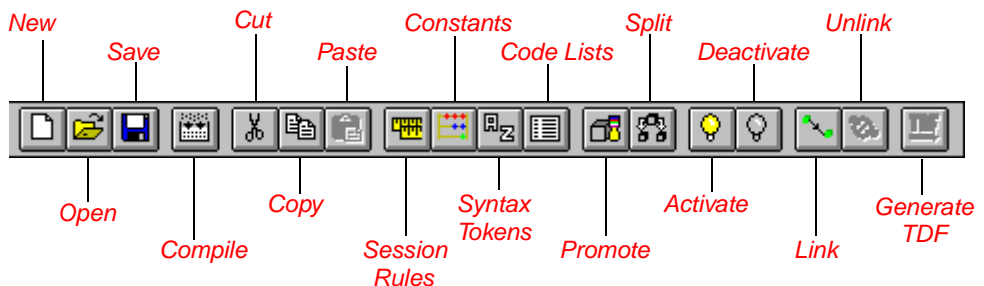 New
Cut
Constants
Split
Unlink
Save
Paste
Code Lists
Deactivate
Open
Copy
Syntax
Tokens
Activate
Generate
TDF
Compile
Session
Rules
Promote
Link